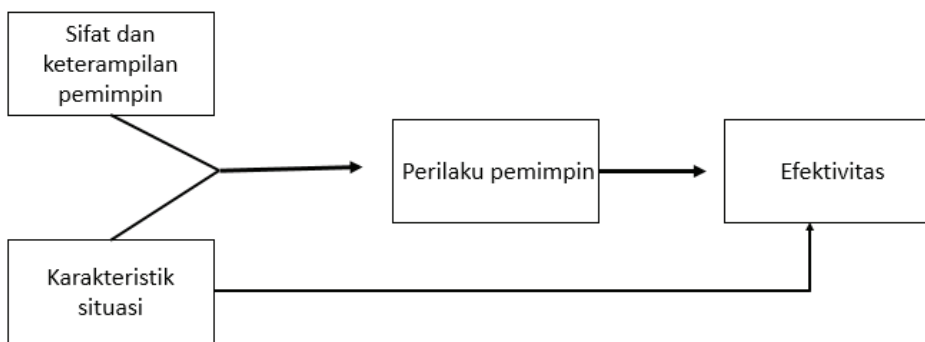 Sifat dan
keterampilan
pemimpin
Perilaku pemimpin
Efektivitas
Karakteristik
situasi